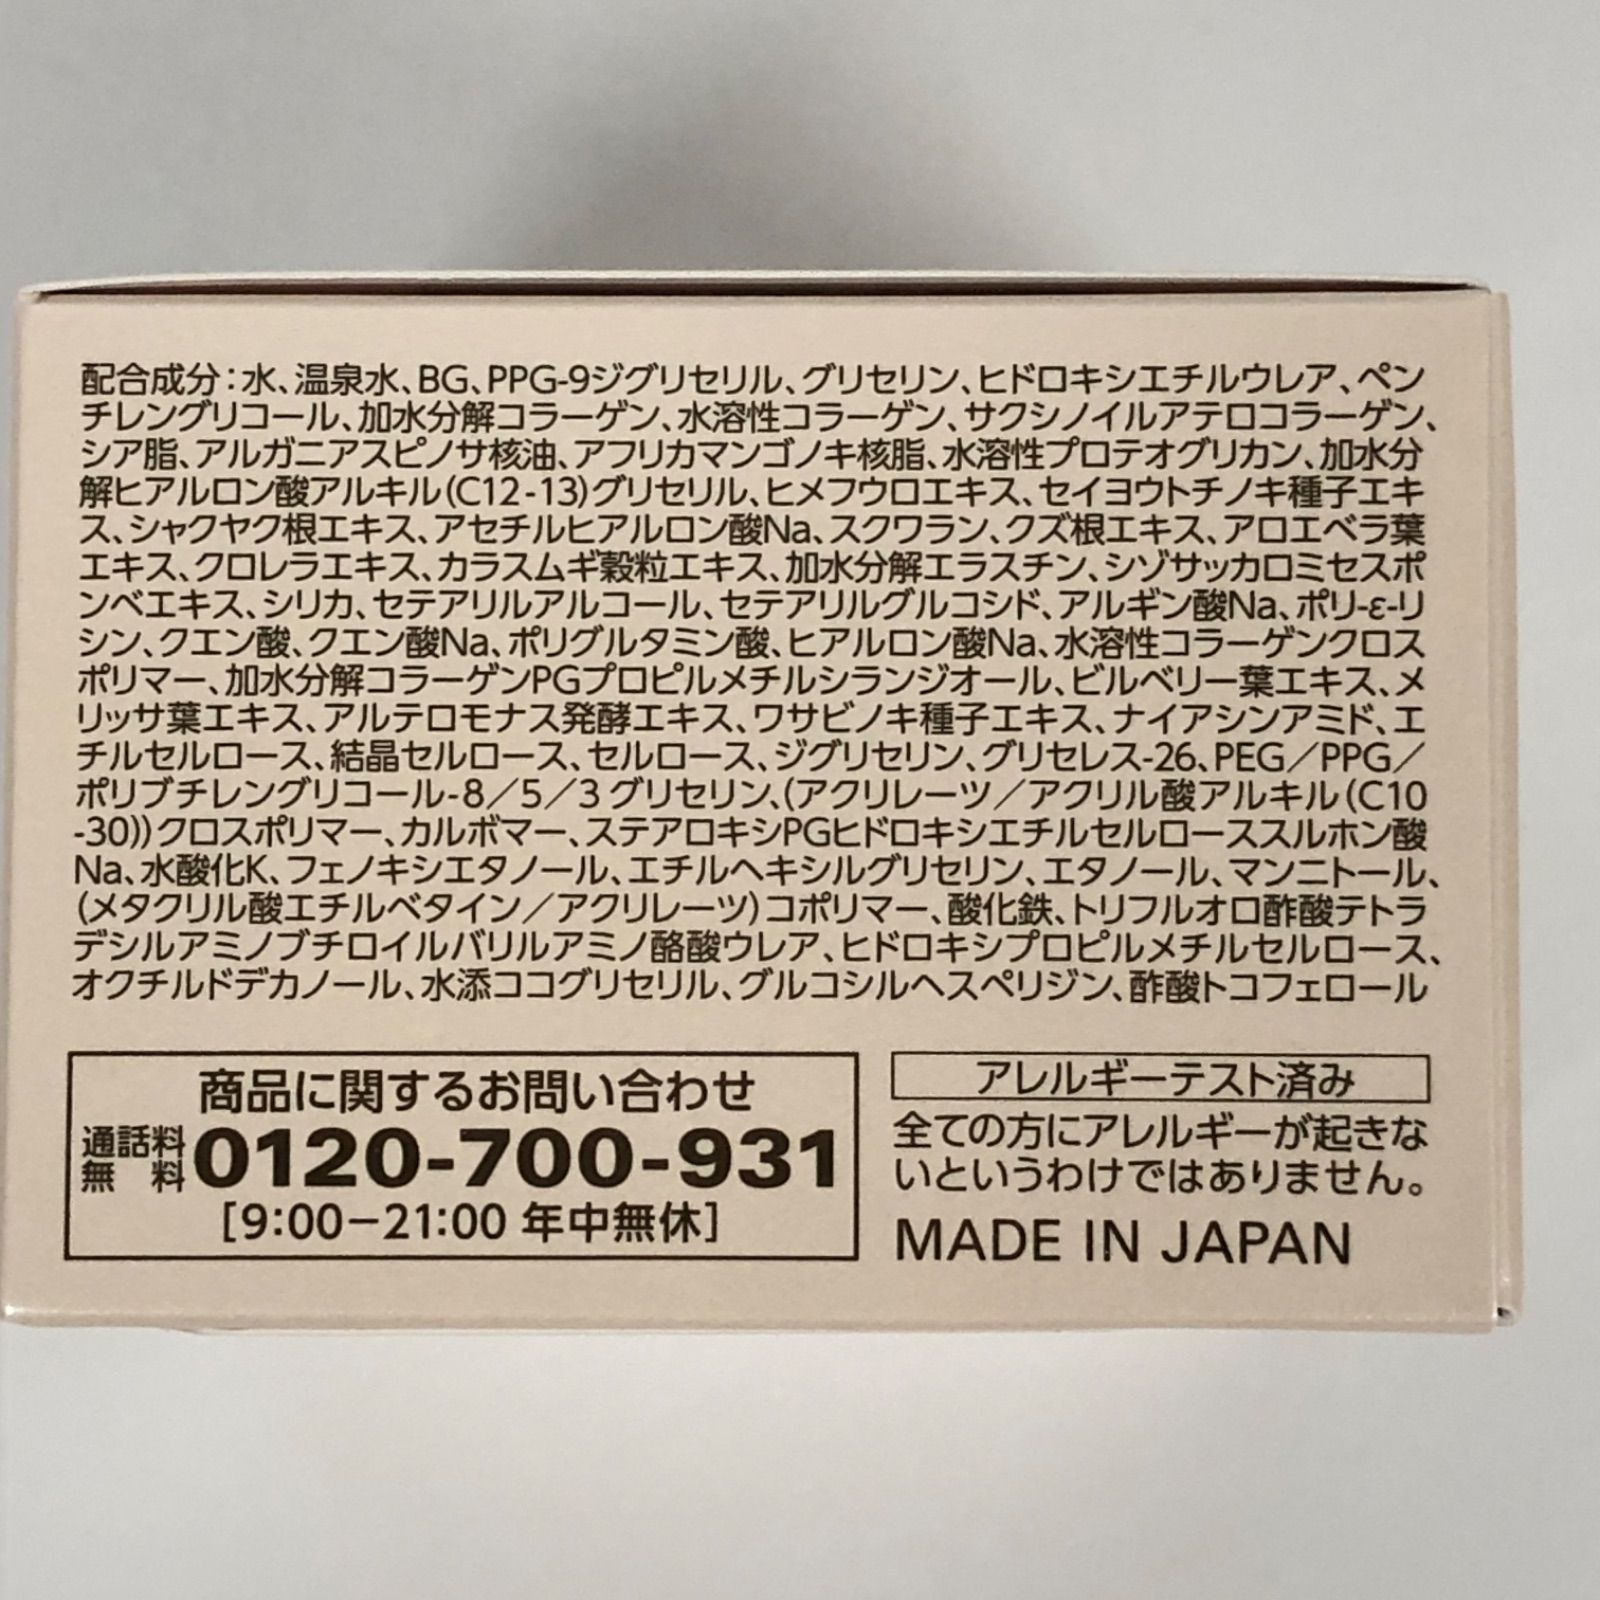 配合成分：水、温泉水、BG、PPG-9ジグリセリル、グリセリン、ヒドロキシエチルウレア、ペン
チレングリコール、加水分解コラーゲン、水溶性コラーゲン、サクシノイルアテロコラーゲン、
シア脂、アルガニアスピノサ核油、アフリカマンゴノキ核脂、水溶性プロテオグリカン、加水分
解ヒアルロン酸アルキル(C12-13)グリセリル、ヒメフウロエキス、セイヨウトチノキ種子エキ
ス、シャクヤク根エキス、アセチルヒアルロン酸Na、スクワラン、クズ根エキス、アロエベラ葉
エキス、クロレラエキス、カラスムギ穀粒エキス、加水分解エラスチン、シゾサッカロミセスポ
ンベエキス、シリカ、セテアリルアルコール、セテアリルグルコシド、アルギン酸Na、ポリ-ε-リ
シン、クエン酸、クエン酸Na、ポリグルタミン酸、ヒアルロン酸Na、水溶性コラーゲンクロス
ポリマー、加水分解コラーゲンPGプロピルメチルシランジオール、ビルベリー葉エキス、メ
リッサ葉エキス、アルテロモナス発酵エキス、ワサビノキ種子エキス、ナイアシンアミド、エ
チルセルロース、結晶セルロース、セルロース、ジグリセリン、グリセレス-26、PEG／PPG／
ポリブチレングリコール-8／5／3グリセリン、(アクリレーツ／アクリル酸アルキル(C10
-30))クロスポリマー、カルボマー、ステアロキシPGヒドロキシエチルセルローススルホン酸
Na、水酸化K、フェノキシエタノール、エチルヘキシルグリセリン、エタノール、マンニトール、
(メタクリル酸エチルベタイン／アクリレーツ)コポリマー、酸化鉄、トリフルオロ酢酸テトラ
デシルアミノブチロイルバリルアミノ酪酸ウレア、ヒドロキシプロピルメチルセルロース、
オクチルドデカノール、水添ココグリセリル、グルコシルヘスペリジン、酢酸トコフェロール
商品に関するお問い合わせ
通話料無料 0120-700-931
[9:00−21:00 年中無休]
アレルギーテスト済み
全ての方にアレルギーが起きな
いというわけではありません。
MADE IN JAPAN